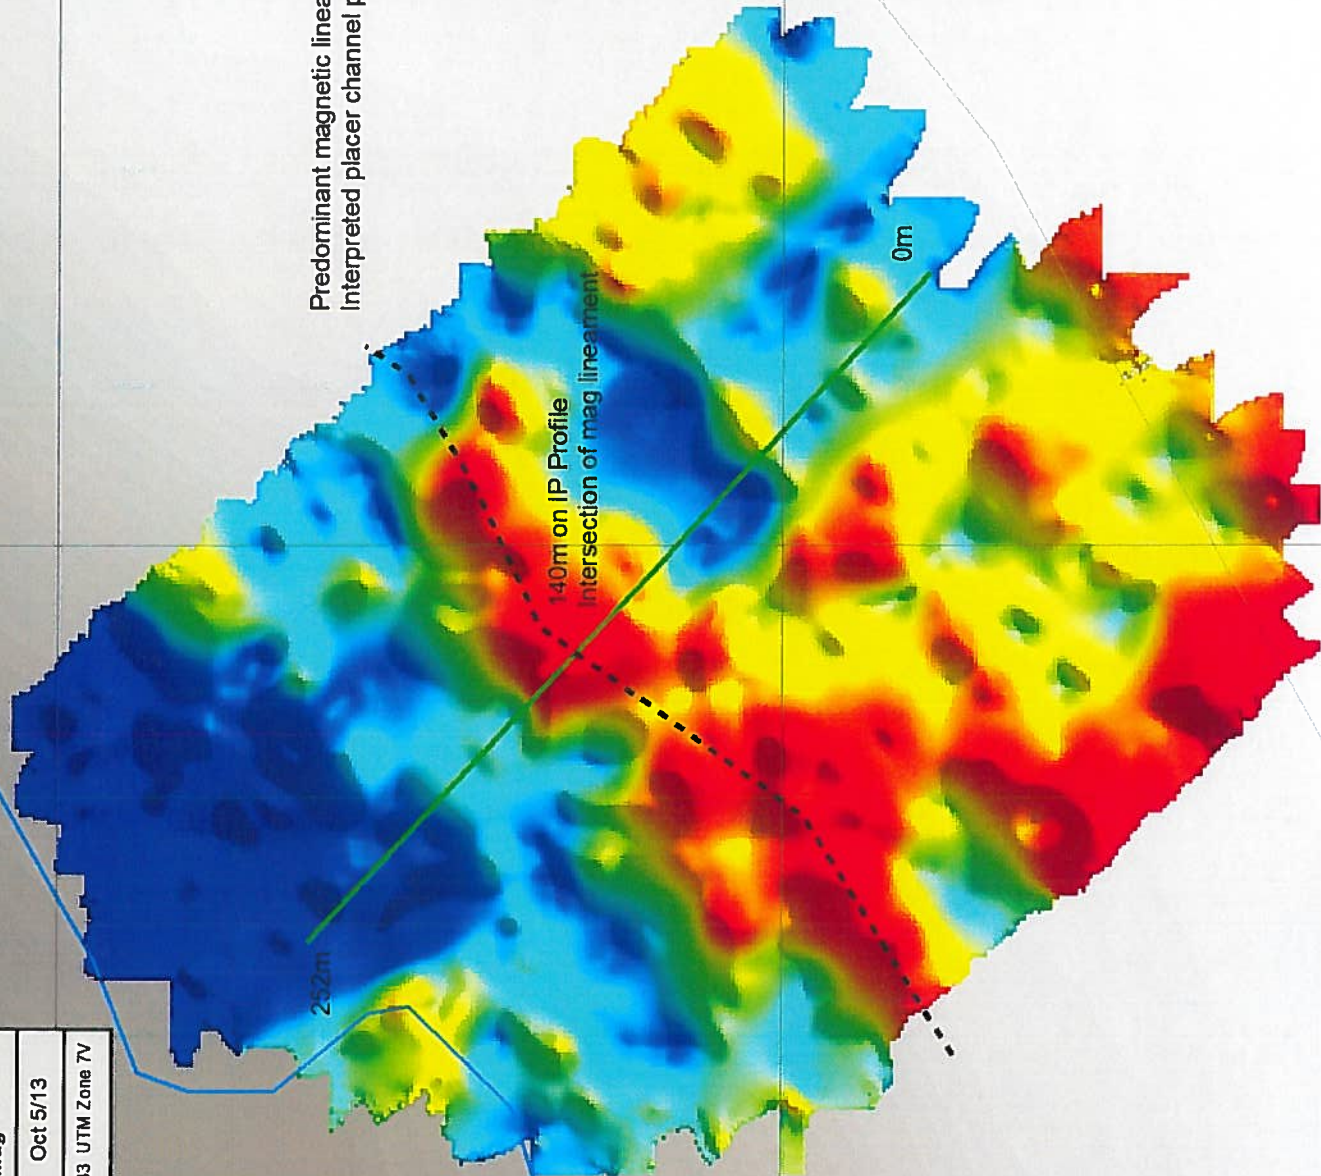 Predominant magnetic
Interpreted placer channel
140m on IP Profile
Intersection of mag lineament
0m
252m
Oct 5/13
UTM Zone 7V